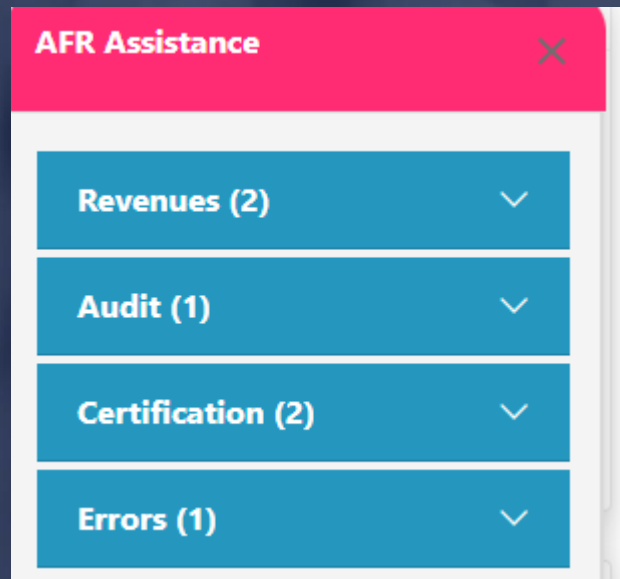 AFR Assistance
Revenues (2)
Audit (1)
Certification (2)
Errors (1)